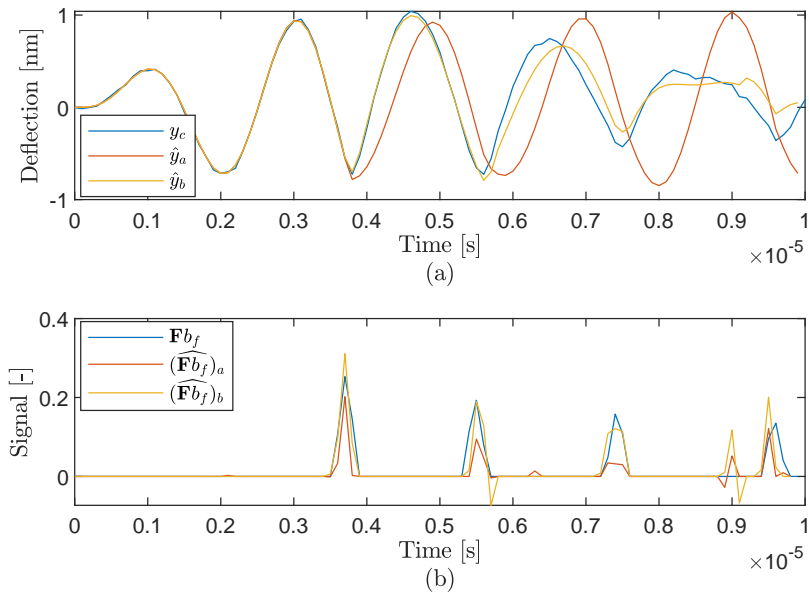 Deflection [nm]
1
0
-1
y_c
ŷ_a
ŷ_b
0 0.1 0.2 0.3 0.4 0.5 0.6 0.7 0.8 0.9 1
Time [s]
×10^-5
(a)
Signal [-]
0.4
0.2
0
𝐅b_f
(\widehat{𝐅b_f})_a
(\widehat{𝐅b_f})_b
0 0.1 0.2 0.3 0.4 0.5 0.6 0.7 0.8 0.9 1
Time [s]
×10^-5
(b)